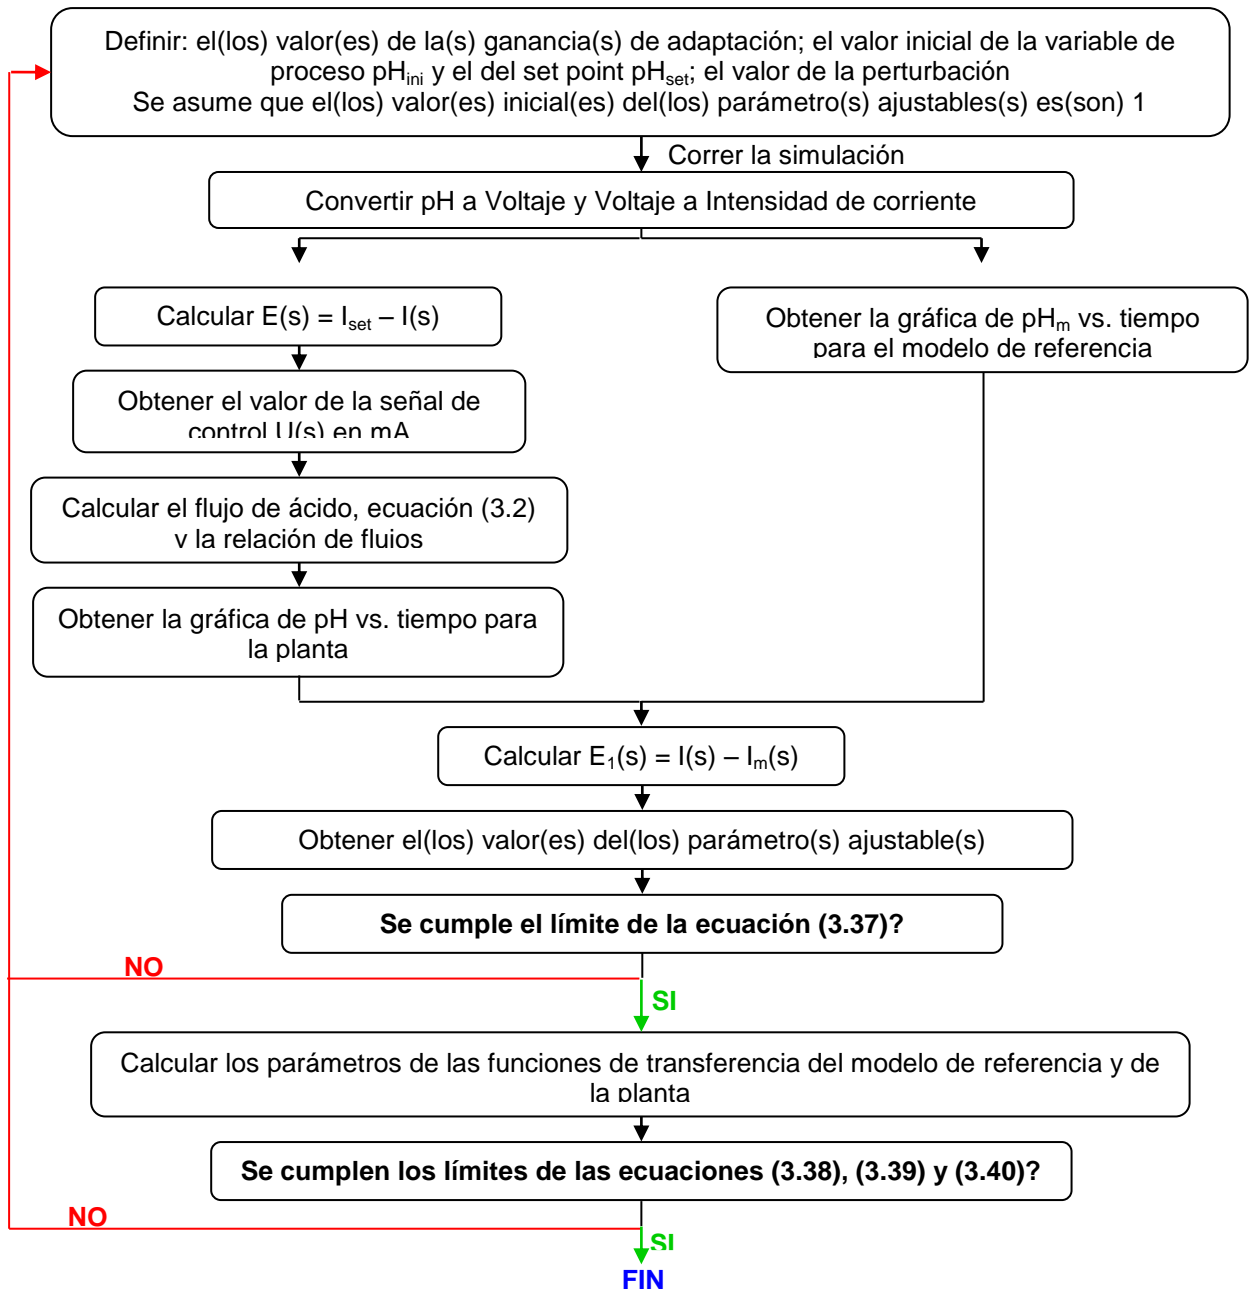 Definir: el(los) valor(es) de la(s) ganancia(s) de adaptación; el valor inicial de la variable de
proceso pHini y el del set point pHset; el valor de la perturbación
Se asume que el(los) valor(es) inicial(es) del(los) parámetro(s) ajustables(s) es(son) 1
Correr la simulación
Convertir pH a Voltaje y Voltaje a Intensidad de corriente
Calcular E(s) = Iset – I(s)
Obtener la gráfica de pHm vs. tiempo
para el modelo de referencia
Obtener el valor de la señal de
control U(s) en mA
Calcular el flujo de ácido, ecuación (3.2)
y la relación de flujos
Obtener la gráfica de pH vs. tiempo para
la planta
Calcular E1(s) = I(s) – Im(s)
Obtener el(los) valor(es) del(los) parámetro(s) ajustable(s)
Se cumple el límite de la ecuación (3.37)?
NO
SI
Calcular los parámetros de las funciones de transferencia del modelo de referencia y de
la planta
Se cumplen los límites de las ecuaciones (3.38), (3.39) y (3.40)?
NO
SI
FIN